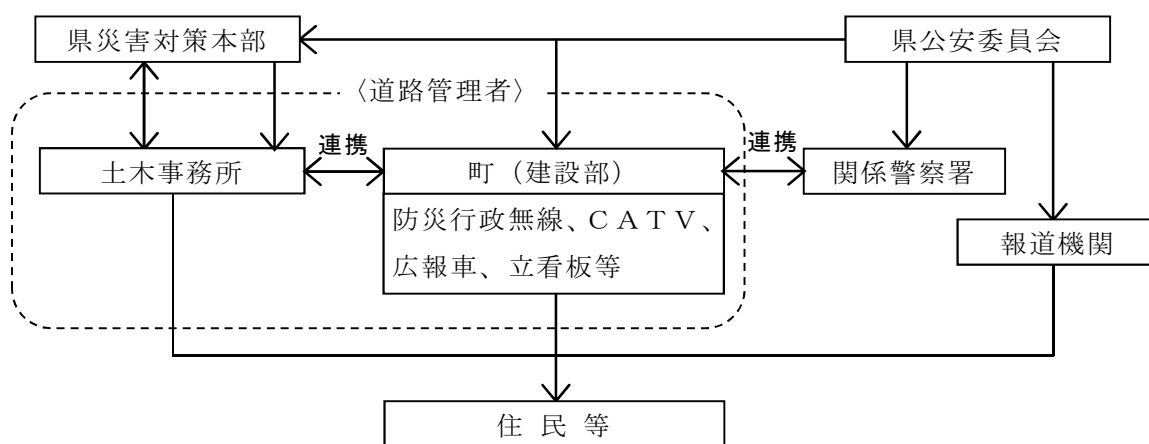 県災害対策本部
県公安委員会
〈道路管理者〉
連携
連携
土木事務所
町（建設部）
関係警察署
防災行政無線、ＣＡＴＶ、
広報車、立看板等
報道機関
住 民 等